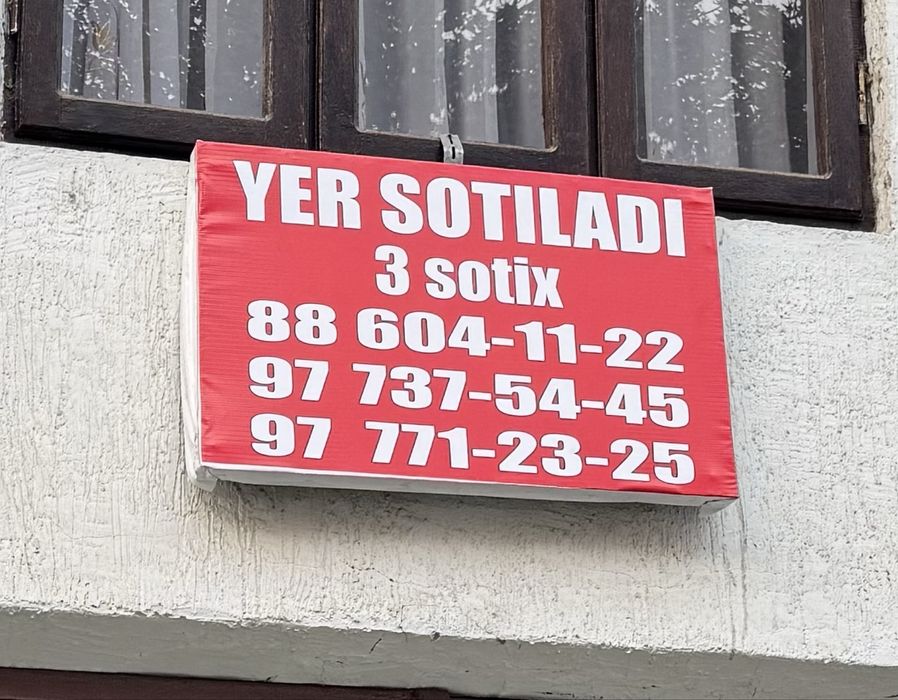 YER SOTILADI
3 sotix
88 604-11-22
97 737-54-45
97 771-23-25